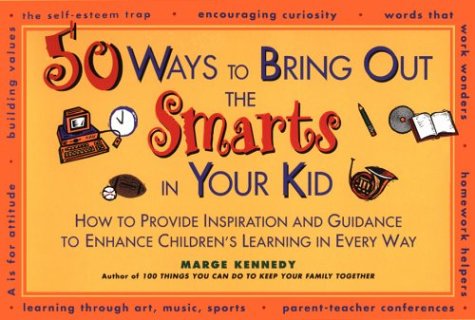 the self-esteem trap • encouraging curiosity • words that
work wonders • homework helpers
A is for attitude • building values
50 WAYS TO BRING OUT
THE
Smarts
IN YOUR KID
HOW TO PROVIDE INSPIRATION AND GUIDANCE
TO ENHANCE CHILDREN'S LEARNING IN EVERY WAY
MARGE KENNEDY
Author of 100 THINGS YOU CAN DO TO KEEP YOUR FAMILY TOGETHER
• learning through art, music, sports • parent-teacher conferences •